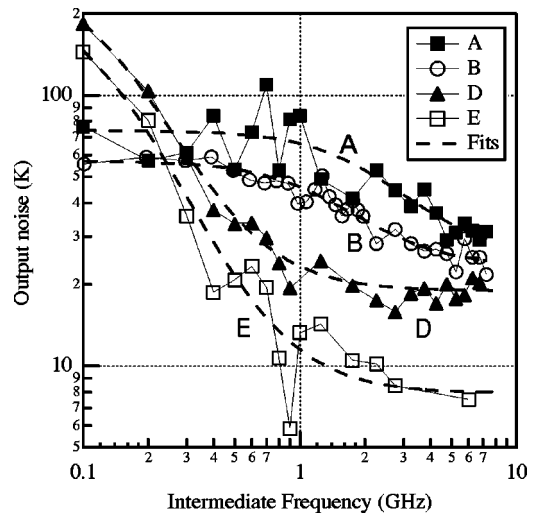 2
A
B
D
E
Fits
100
9
8
7
6
5
4
3
2
10
9
8
7
6
5
A
B
D
E
0.1 2 3 4 5 6 7 1 2 3 4 5 6 7 10
Output noise (K)
Intermediate Frequency (GHz)